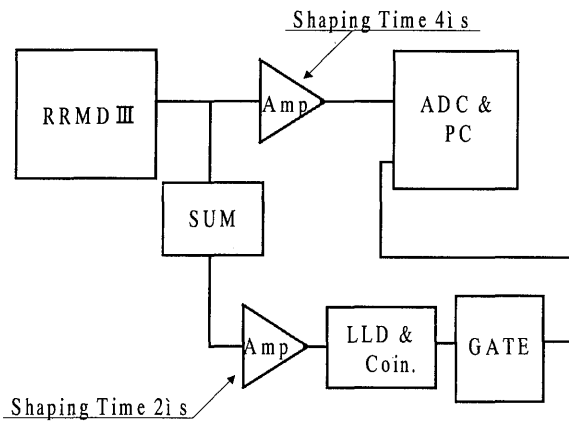 Shaping Time 4ì s
RRMD III
Amp
ADC &
PC
SUM
Amp
LLD &
Coin.
GATE
Shaping Time 2ì s